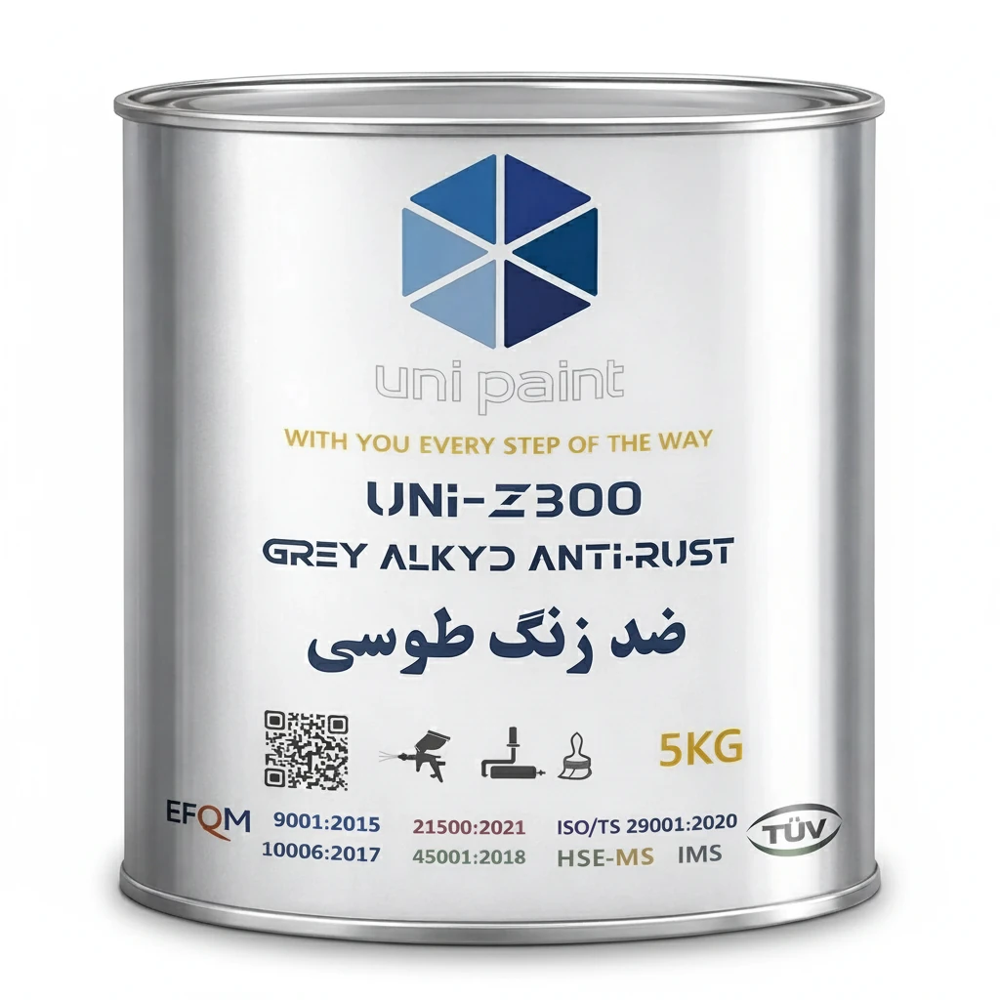 uni paint
WITH YOU EVERY STEP OF THE WAY
UNi-Z300
GREY ALKYD ANTi-RUST
ضد زنگ طوسی
5KG
EFQM 9001:2015 21500:2021 ISO/TS 29001:2020 TÜV
10006:2017 45001:2018 HSE-MS IMS